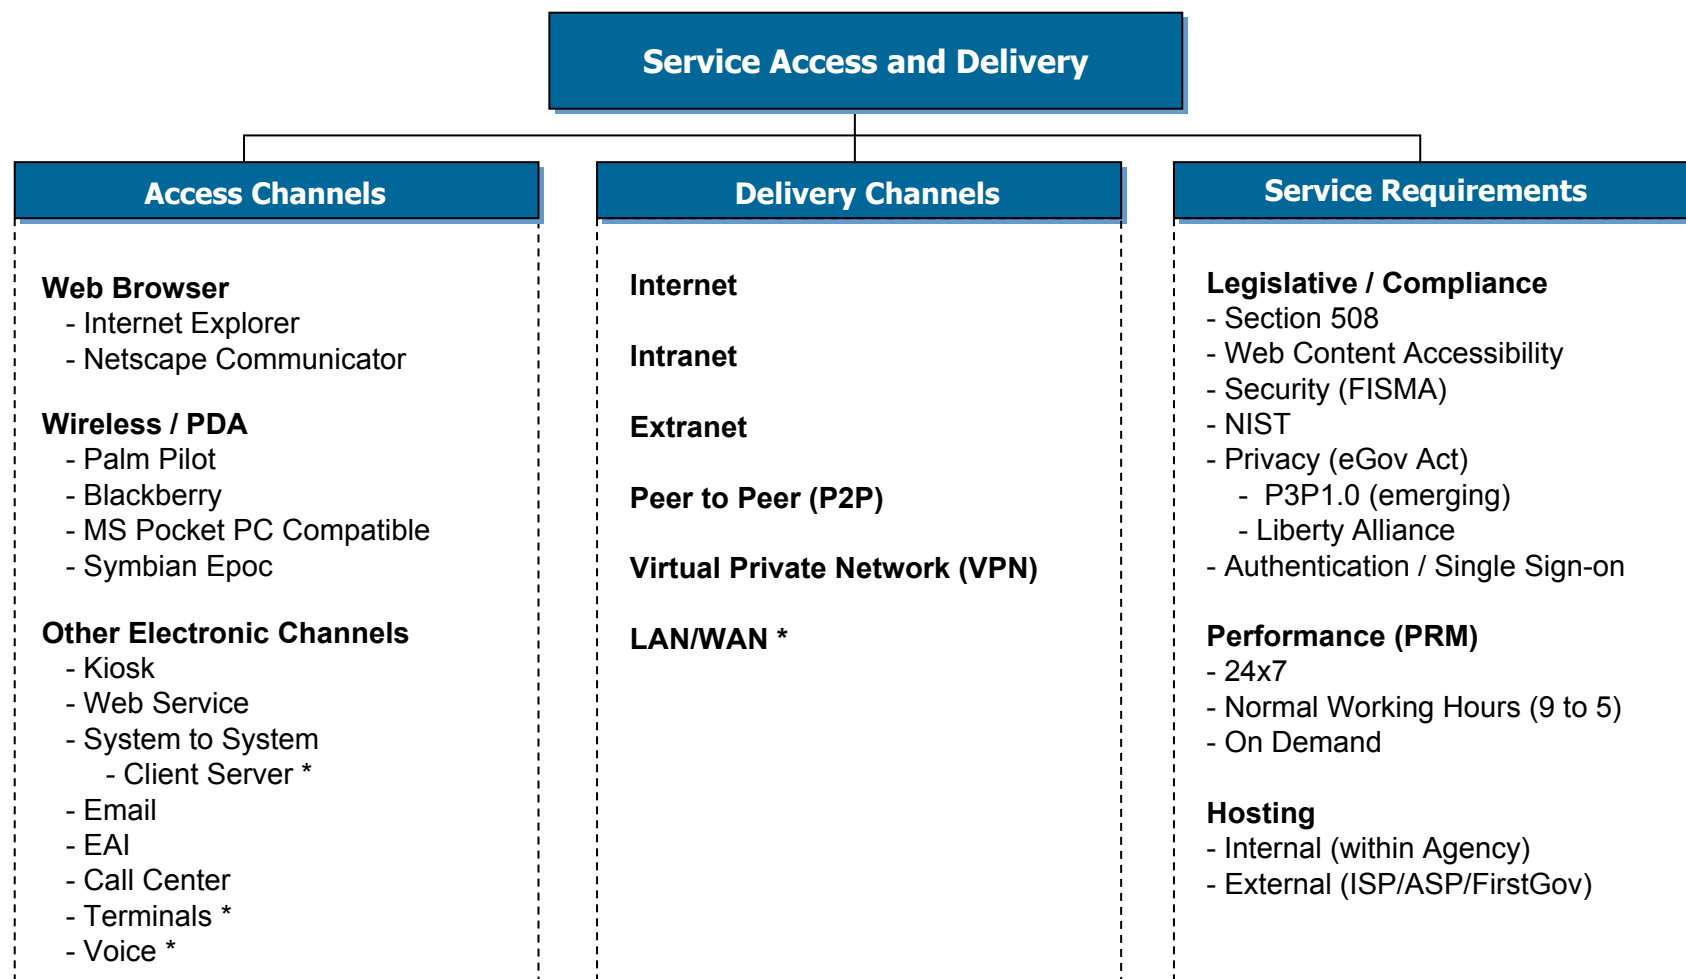 Service Access and Delivery
Access Channels
Web Browser
- Internet Explorer
- Netscape Communicator
Wireless / PDA
- Palm Pilot
- Blackberry
- MS Pocket PC Compatible
- Symbian Epoc
Other Electronic Channels
- Kiosk
- Web Service
- System to System
- Client Server *
- Email
- EAI
- Call Center
- Terminals *
- Voice *
Delivery Channels
Internet
Intranet
Extranet
Peer to Peer (P2P)
Virtual Private Network (VPN)
LAN/WAN *
Service Requirements
Legislative / Compliance
- Section 508
- Web Content Accessibility
- Security (FISMA)
- NIST
- Privacy (eGov Act)
- P3P1.0 (emerging)
- Liberty Alliance
- Authentication / Single Sign-on
Performance (PRM)
- 24x7
- Normal Working Hours (9 to 5)
- On Demand
Hosting
- Internal (within Agency)
- External (ISP/ASP/FirstGov)